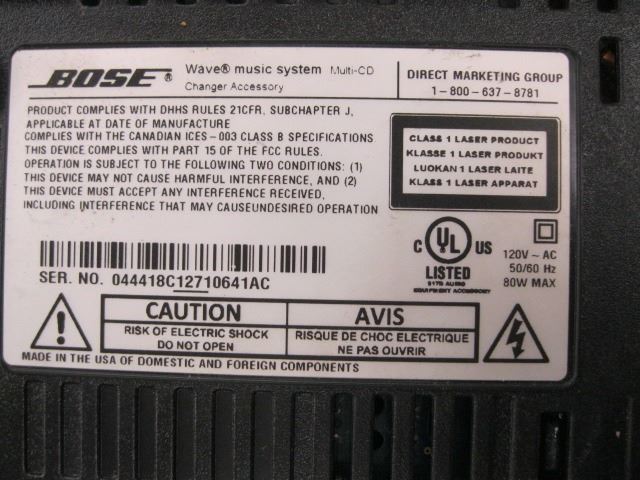 BOSE® Wave® music system Multi-CD
Changer Accessory
DIRECT MARKETING GROUP
1-800-637-8781
PRODUCT COMPLIES WITH DHHS RULES 21CFR, SUBCHAPTER J,
APPLICABLE AT DATE OF MANUFACTURE
COMPLIES WITH THE CANADIAN ICES-003 CLASS B SPECIFICATIONS
THIS DEVICE COMPLIES WITH PART 15 OF THE FCC RULES.
OPERATION IS SUBJECT TO THE FOLLOWING TWO CONDITIONS: (1)
THIS DEVICE MAY NOT CAUSE HARMFUL INTERFERENCE, AND (2)
THIS DEVICE MUST ACCEPT ANY INTERFERENCE RECEIVED,
INCLUDING INTERFERENCE THAT MAY CAUSEUNDESIRED OPERATION
CLASS 1 LASER PRODUCT
KLASSE 1 LASER PRODUKT
LUOKAN 1 LASER LAITE
KLASS 1 LASER APPARAT
C UL US
LISTED
AUDIO
EQUIPMENT ACCESSORY
120V ~ AC
50/60 Hz
80W MAX
SER. NO. 044418C12710641AC
CAUTION
RISK OF ELECTRIC SHOCK
DO NOT OPEN
AVIS
RISQUE DE CHOC ELECTRIQUE
NE PAS OUVRIR
MADE IN THE USA OF DOMESTIC AND FOREIGN COMPONENTS